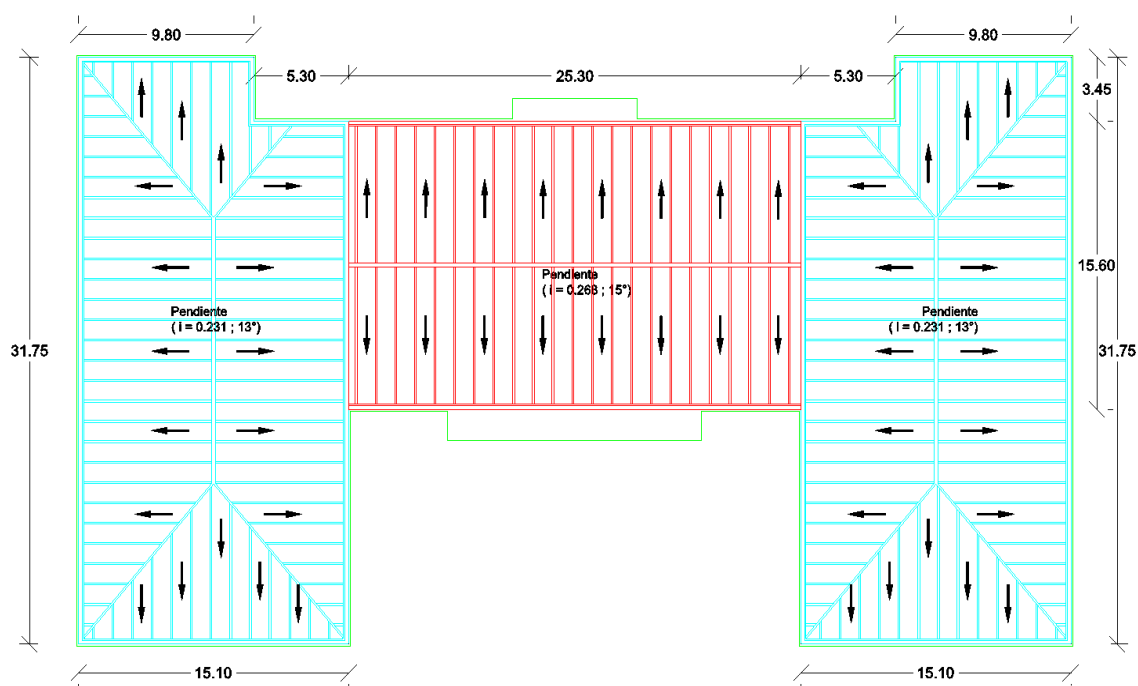 9.80
9.80
5.30
25.30
5.30
3.45
15.60
Pendiente
( i = 0.268 ; 15°)
Pendiente
( i = 0.231 ; 13°)
Pendiente
( i = 0.231 ; 13°)
31.75
31.75
15.10
15.10